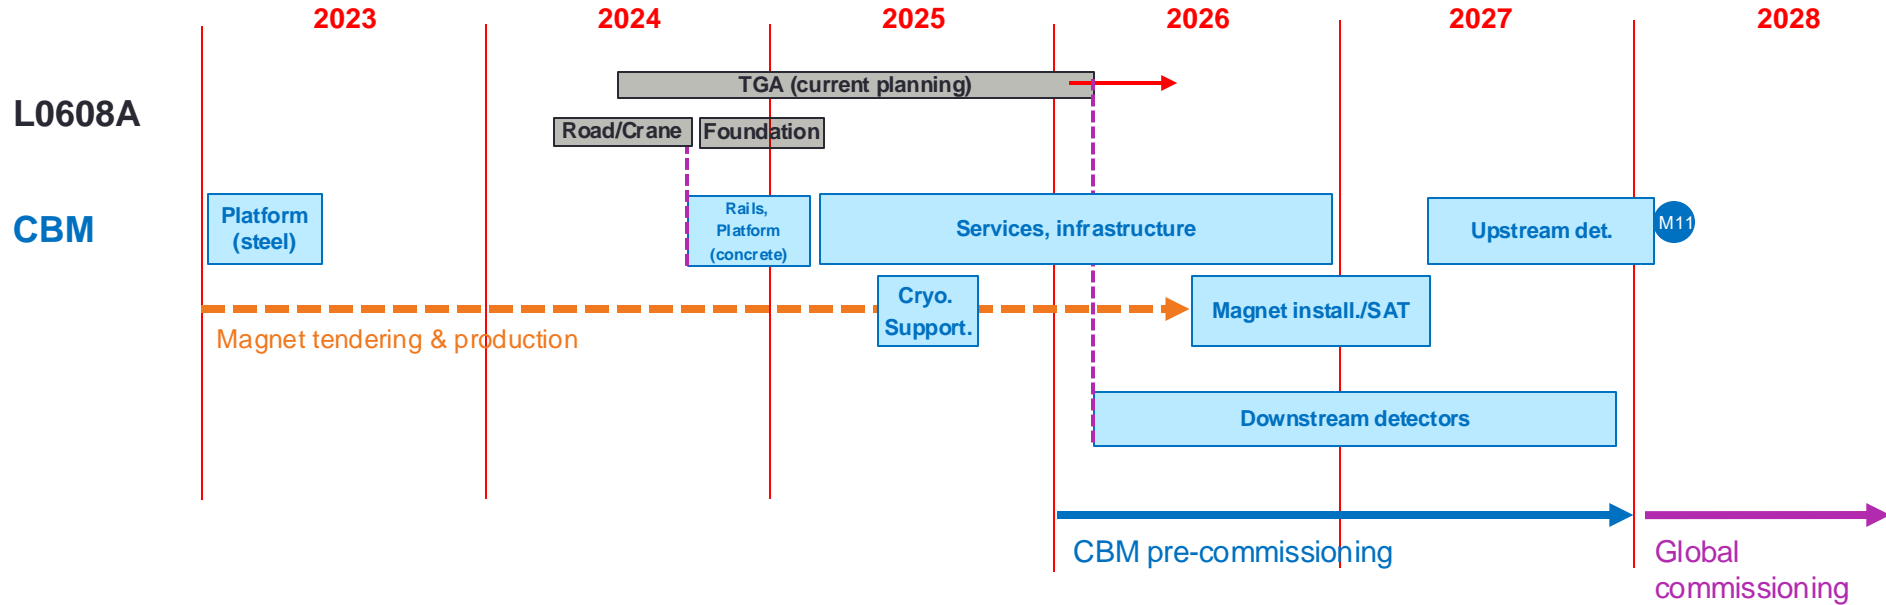 2023
2024
2025
2026
2027
2028
L0608A
TGA (current planning)
Road/Crane
Foundation
CBM
Platform
(steel)
Rails,
Platform
(concrete)
Services, infrastructure
Upstream det.
M11
Cryo.
Support.
Magnet install./SAT
Magnet tendering & production
Downstream detectors
CBM pre-commissioning
Global
commissioning